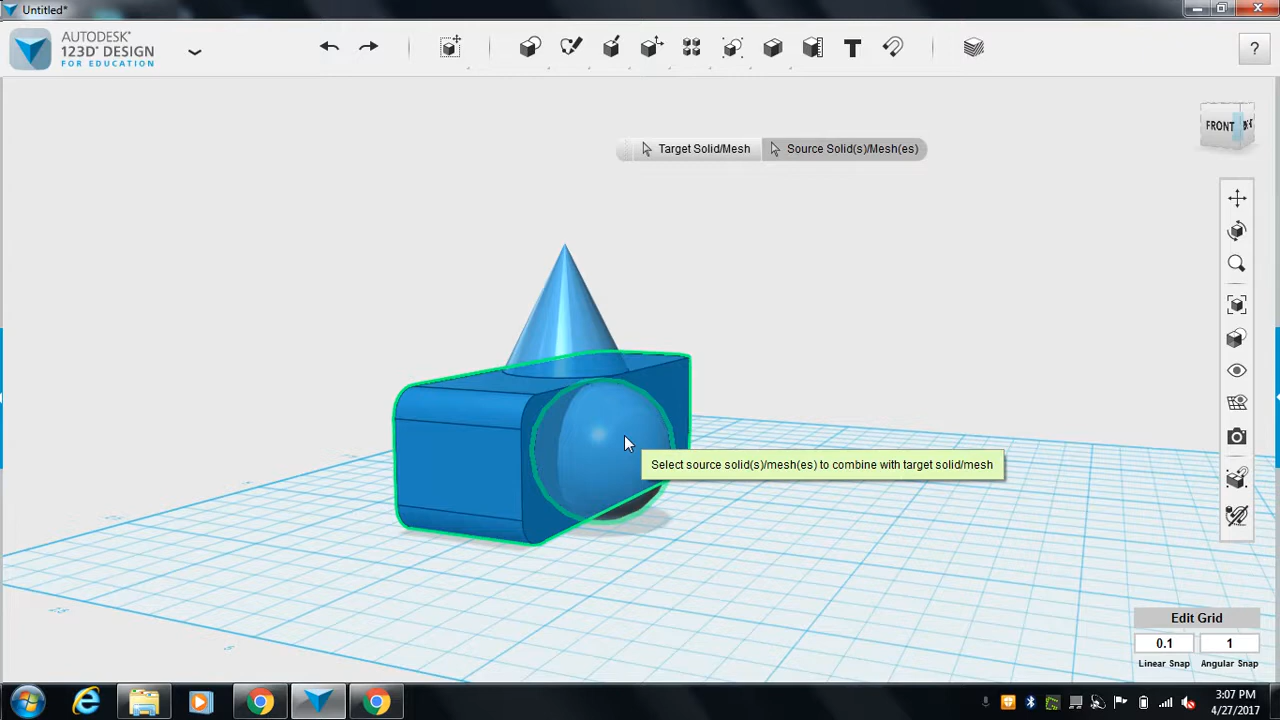 Untitled*
AUTODESK®
123D® DESIGN
FOR EDUCATION
T
?
Target Solid/Mesh
Source Solid(s)/Mesh(es)
FRONT
Select source solid(s)/mesh(es) to combine with target solid/mesh
Edit Grid
0.1
1
Linear Snap
Angular Snap
3:07 PM
4/27/2017